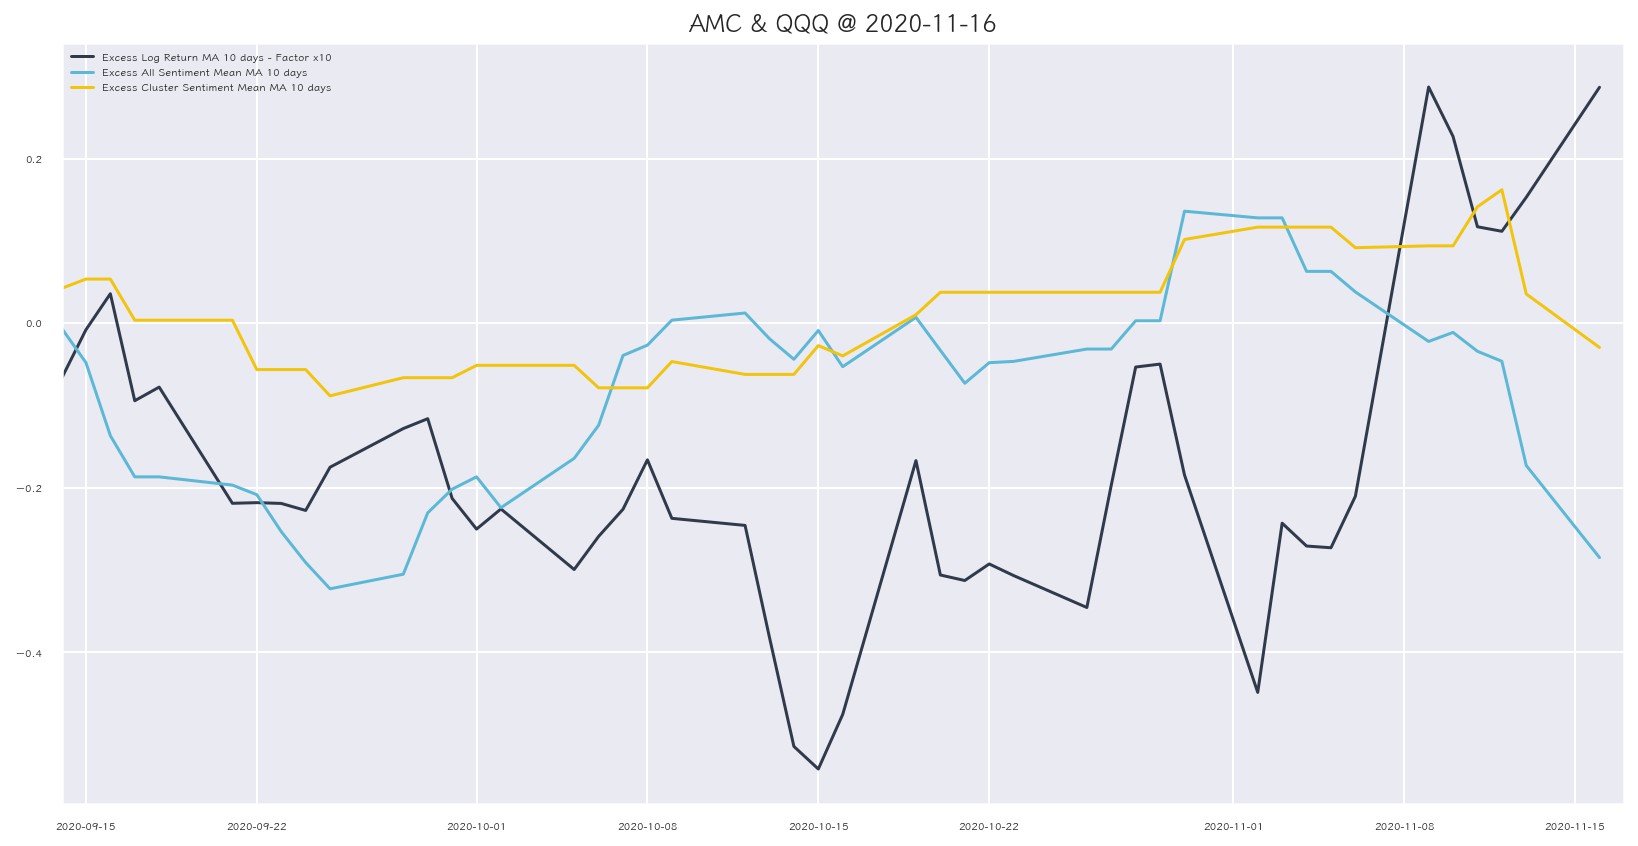 AMC & QQQ @ 2020-11-16
Excess Log Return MA 10 days - Factor x10
Excess All Sentiment Mean MA 10 days
Excess Cluster Sentiment Mean MA 10 days
0.2
0.0
−0.2
−0.4
2020-09-15 2020-09-22 2020-10-01 2020-10-08 2020-10-15 2020-10-22 2020-11-01 2020-11-08 2020-11-15